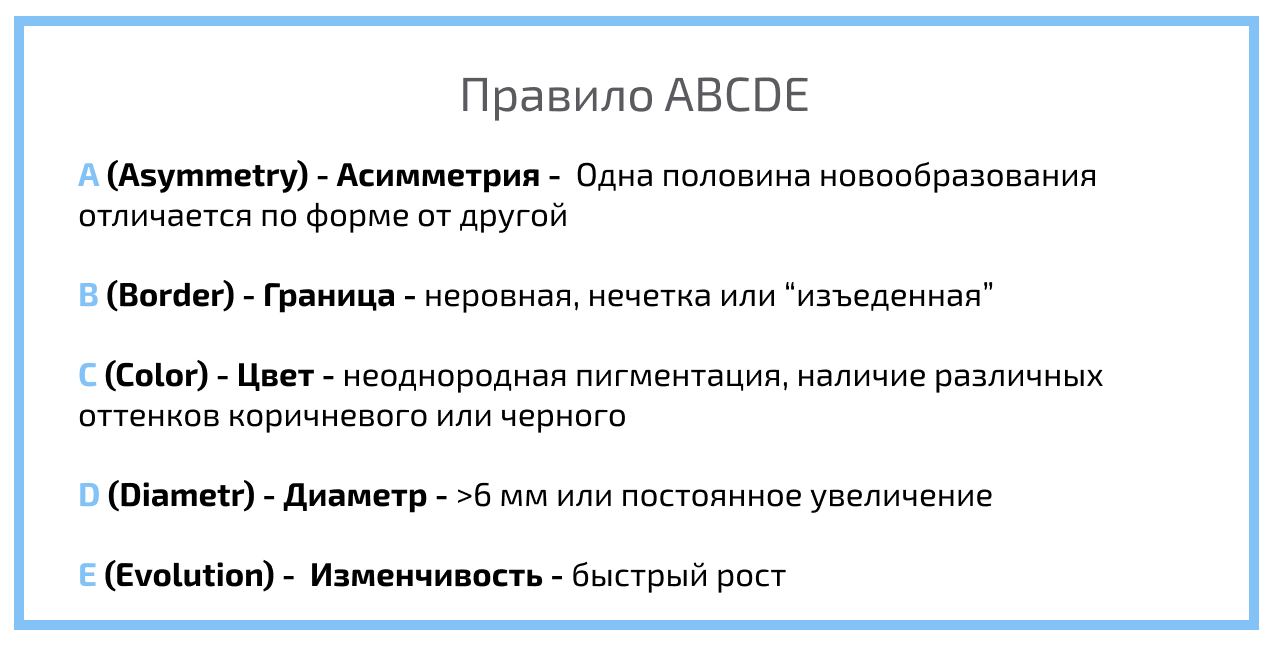 Правило ABCDE
A (Asymmetry) - Асимметрия - Одна половина новообразования
отличается по форме от другой
B (Border) - Граница - неровная, нечетка или “изъеденная”
C (Color) - Цвет - неоднородная пигментация, наличие различных
оттенков коричневого или черного
D (Diametr) - Диаметр - >6 мм или постоянное увеличение
E (Evolution) - Изменчивость - быстрый рост